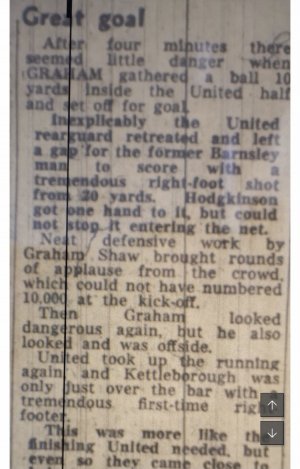 Great goal
After four minutes there
seemed little danger when
GRAHAM gathered a ball 10
yards inside the United half
and set off for goal.
Inexplicably the United
rearguard retreated and left
a gap for the former Barnsley
man to score with a
tremendous right-foot shot
from 20 yards. Hodgkinson
got one hand to it, but could
not stop it entering the net.
Neat defensive work by
Graham Shaw brought rounds
of applause from the crowd,
which could not have numbered
10,000 at the kick-off.
Then Graham looked
dangerous again, but he also
looked and was offside.
United took up the running
again and Kettleborough was
only just over the bar with
tremendous first-time right
footer.
This was more like the
finishing United needed, but
even so they came close